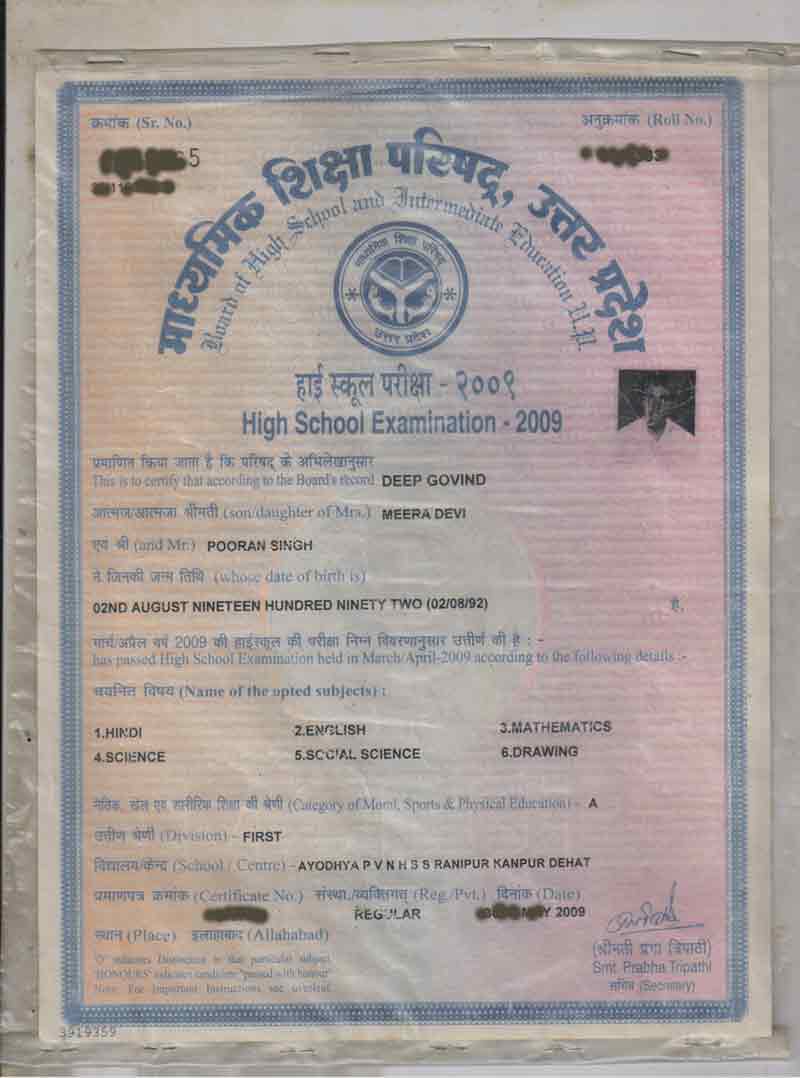 क्रमांक (Sr. No.)
अनुक्रमांक (Roll No.)
5
माध्यमिक शिक्षा परिषद्, उत्तर प्रदेश
Board of High School and Intermediate Education U.P.
माध्यमिक शिक्षा परिषद्
उत्तर प्रदेश
हाई स्कूल परीक्षा - २००९
High School Examination - 2009
प्रमाणित किया जाता है कि परिषद के अभिलेखानुसार
This is to certify that according to the Board's record DEEP GOVIND
आत्मज/आत्मजा श्रीमती (son/daughter of Mrs.) MEERA DEVI
एवं श्री (and Mr.) POORAN SINGH
ने जिनकी जन्म तिथि (whose date of birth is)
02ND AUGUST NINETEEN HUNDRED NINETY TWO (02/08/92) है,
मार्च/अप्रैल वर्ष 2009 की हाईस्कूल की परीक्षा निम्न विवरणानुसार उत्तीर्ण की है : -
has passed High School Examination held in March/April-2009 according to the following details :-
चयनित विषय (Name of the opted subjects) :
1.HINDI 2.ENGLISH 3.MATHEMATICS
4.SCIENCE 5.SOCIAL SCIENCE 6.DRAWING
नैतिक, खेल एवं शारीरिक शिक्षा की श्रेणी (Category of Moral, Sports & Physical Education) - A
उत्तीर्ण श्रेणी (Division) - FIRST
विद्यालय/केन्द्र (School / Centre) - AYODHYA P V N H S S RANIPUR KANPUR DEHAT
प्रमाणपत्र क्रमांक (Certificate No.) संस्था./व्यक्तिगत (Reg./Pvt.) दिनांक (Date)
REGULAR 2009
स्थान (Place) इलाहाबाद (Allahabad)
'D' indicates Distinction in that particular subject
'HONOURS' indicates candidate "passed with honour"
Note: For Important Instructions see overleaf
(श्रीमती प्रभा त्रिपाठी)
Smt. Prabha Tripathi
सचिव (Secretary)
3919359